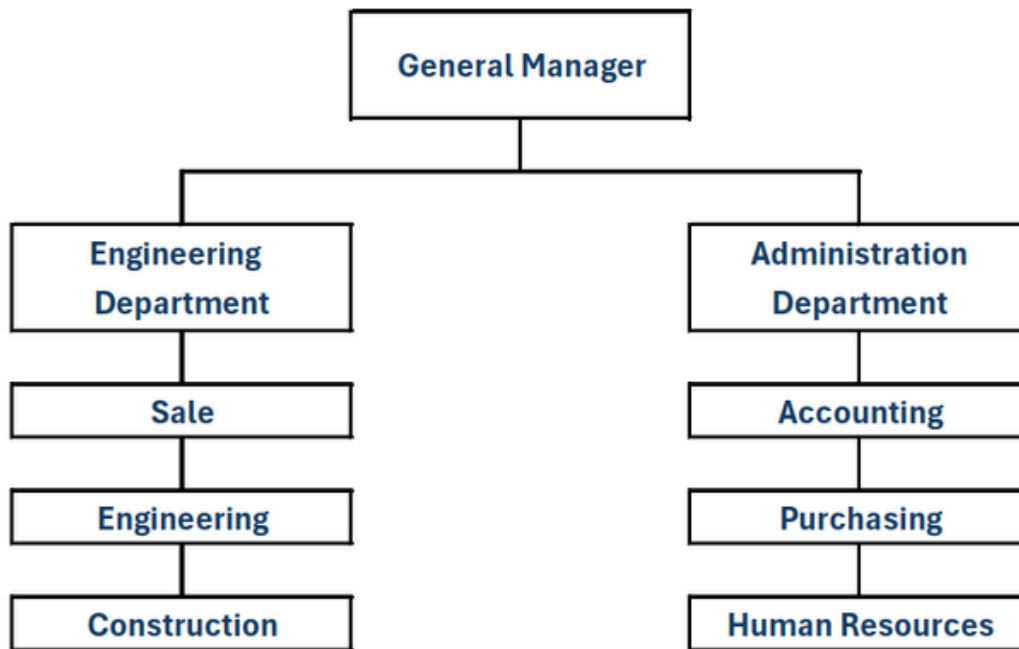 General Manager
Engineering
Department
Administration
Department
Sale
Accounting
Engineering
Purchasing
Construction
Human Resources